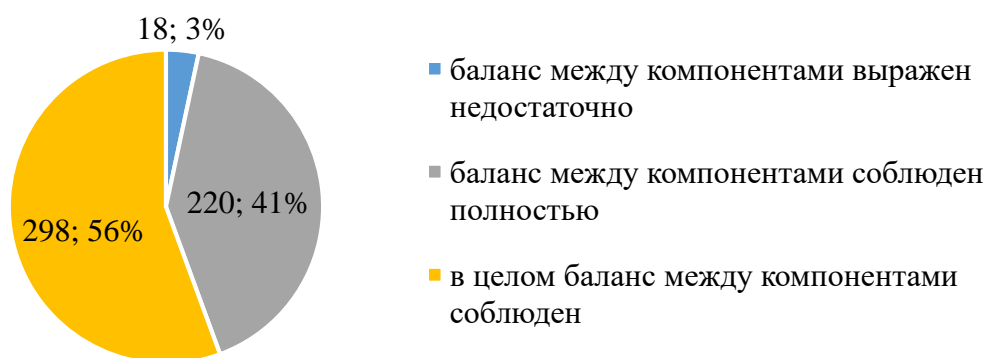 18; 3%
220; 41%
298; 56%
баланс между компонентами выражен
недостаточно
баланс между компонентами соблюден
полностью
в целом баланс между компонентами
соблюден